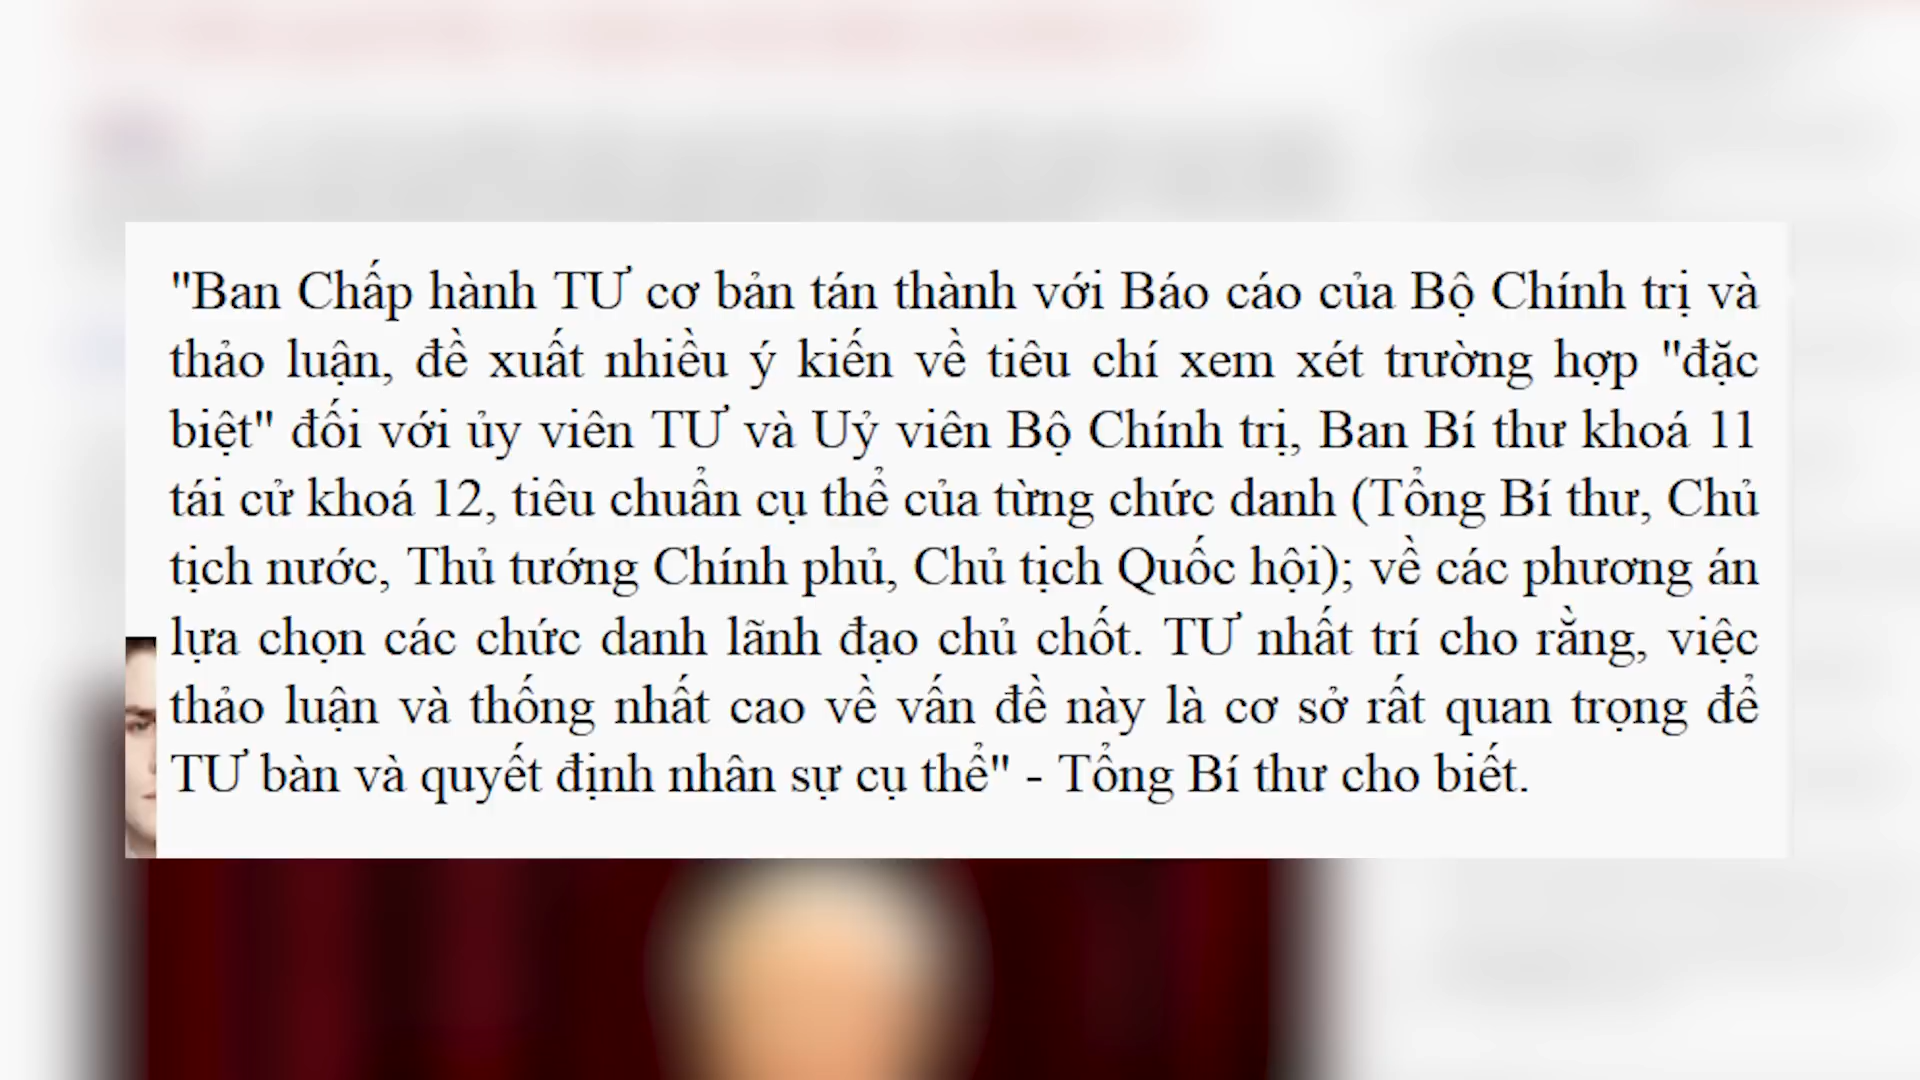 "Ban Chấp hành TƯ cơ bản tán thành với Báo cáo của Bộ Chính trị và
thảo luận, đề xuất nhiều ý kiến về tiêu chí xem xét trường hợp "đặc
biệt" đối với ủy viên TƯ và Uỷ viên Bộ Chính trị, Ban Bí thư khoá 11
tái cử khoá 12, tiêu chuẩn cụ thể của từng chức danh (Tổng Bí thư, Chủ
tịch nước, Thủ tướng Chính phủ, Chủ tịch Quốc hội); về các phương án
lựa chọn các chức danh lãnh đạo chủ chốt. TƯ nhất trí cho rằng, việc
thảo luận và thống nhất cao về vấn đề này là cơ sở rất quan trọng để
TƯ bàn và quyết định nhân sự cụ thể" - Tổng Bí thư cho biết.